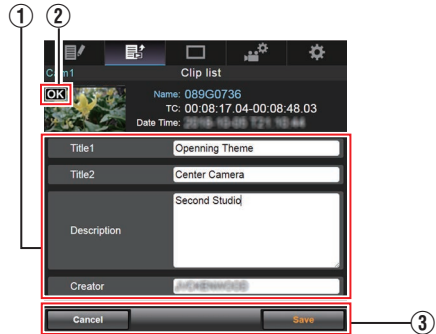 ① ②
Cam1 Clip list
OK
Name: 089G0736
TC: 00:08:17.04-00:08:48.03
Date Time:
Title1 Openning Theme
Title2 Center Camera
Description Second Studio
Creator
Cancel Save
③